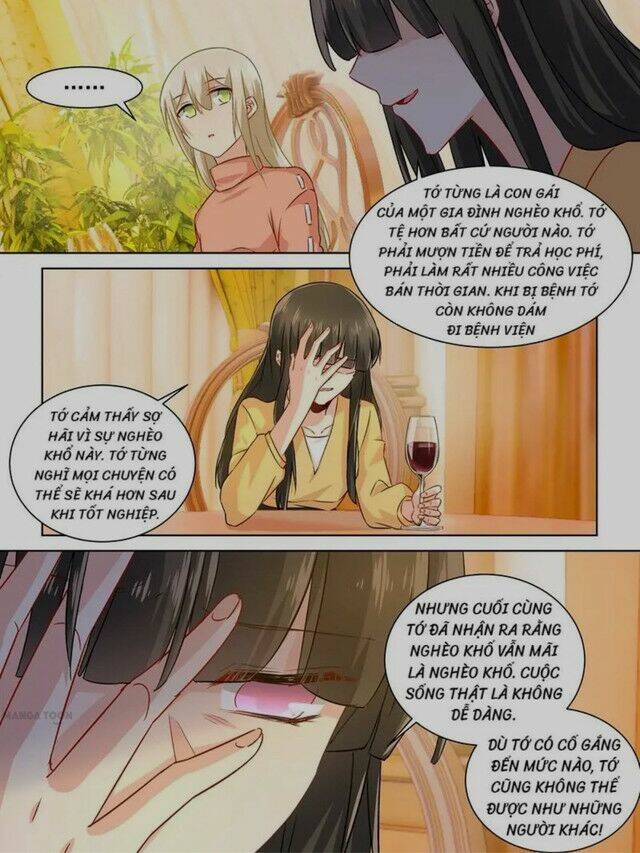 ......
TỚ TỪNG LÀ CON GÁI
CỦA MỘT GIA ĐÌNH NGHÈO KHỔ. TỚ
TỆ HƠN BẤT CỨ NGƯỜI NÀO. TỚ
PHẢI MƯỢN TIỀN ĐỂ TRẢ HỌC PHÍ,
PHẢI LÀM RẤT NHIỀU CÔNG VIỆC
BÁN THỜI GIAN. KHI BỊ BỆNH TỚ
CÒN KHÔNG DÁM
ĐI BỆNH VIỆN
TỚ CẢM THẤY SỢ
HÃI VÌ SỰ NGHÈO
KHỔ NÀY. TỚ TỪNG
NGHĨ MỌI CHUYỆN CÓ
THỂ SẼ KHÁ HƠN SAU
KHI TỐT NGHIỆP.
NHƯNG CUỐI CÙNG
TỚ ĐÃ NHẬN RA RẰNG
NGHÈO KHỔ VẪN MÃI
LÀ NGHÈO KHỔ. CUỘC
SỐNG THẬT LÀ KHÔNG
DỄ DÀNG.
DÙ TỚ CÓ CỐ GẮNG
ĐẾN MỨC NÀO, TỚ
CŨNG KHÔNG THỂ
ĐƯỢC NHƯ NHỮNG
NGƯỜI KHÁC!
MANGA TOON